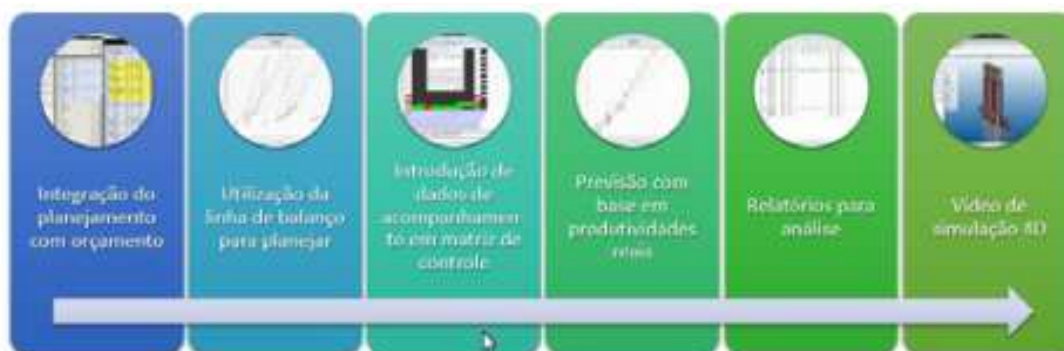 Integração do
planejamento
com orçamento
Utilização da
linha de balanço
para planejar
Introdução de
dados de
acompanhamen
to em matriz de
controle
Previsão com
base em
produtividades
reais
Relatórios para
análise
Vídeo de
simulação 4D